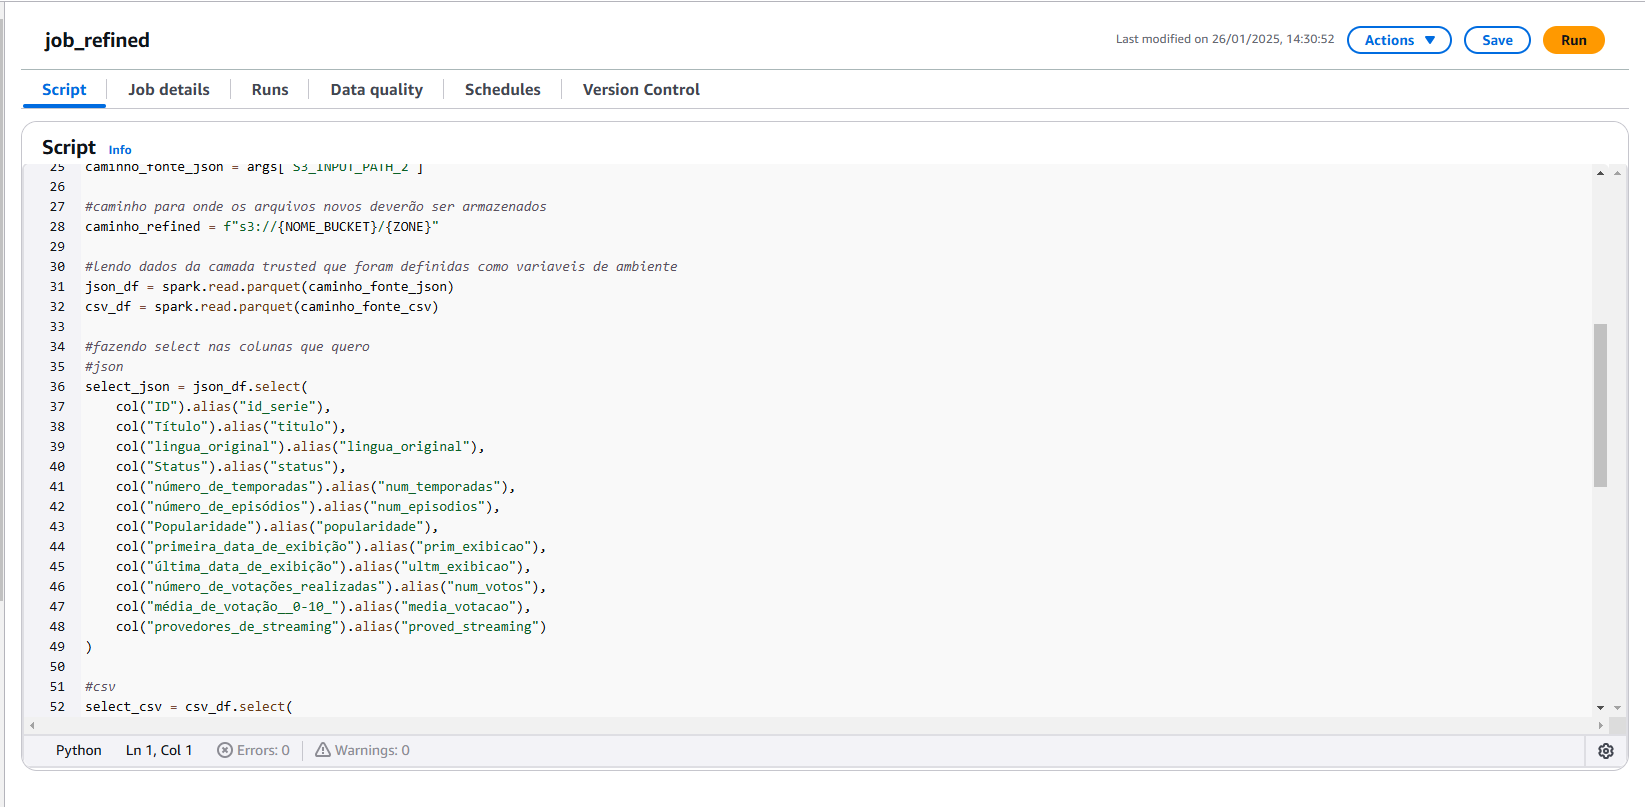 job_refined
Last modified on 26/01/2025, 14:30:52
Actions
Save
Run
Script
Job details
Runs
Data quality
Schedules
Version Control
Script Info
25 caminho_fonte_json = args['S3_INPUT_PATH_2']
26
27 #caminho para onde os arquivos novos deverão ser armazenados
28 caminho_refined = f"s3://{NOME_BUCKET}/{ZONE}"
29
30 #lendo dados da camada trusted que foram definidas como variaveis de ambiente
31 json_df = spark.read.parquet(caminho_fonte_json)
32 csv_df = spark.read.parquet(caminho_fonte_csv)
33
34 #fazendo select nas colunas que quero
35 #json
36 select_json = json_df.select(
37 col("ID").alias("id_serie"),
38 col("Título").alias("titulo"),
39 col("lingua_original").alias("lingua_original"),
40 col("Status").alias("status"),
41 col("número_de_temporadas").alias("num_temporadas"),
42 col("número_de_episódios").alias("num_episodios"),
43 col("Popularidade").alias("popularidade"),
44 col("primeira_data_de_exibição").alias("prim_exibicao"),
45 col("última_data_de_exibição").alias("ultm_exibicao"),
46 col("número_de_votações_realizadas").alias("num_votos"),
47 col("média_de_votação__0-10_").alias("media_votacao"),
48 col("provedores_de_streaming").alias("proved_streaming")
49 )
50
51 #csv
52 select_csv = csv_df.select(
Python Ln 1, Col 1 Errors: 0 Warnings: 0